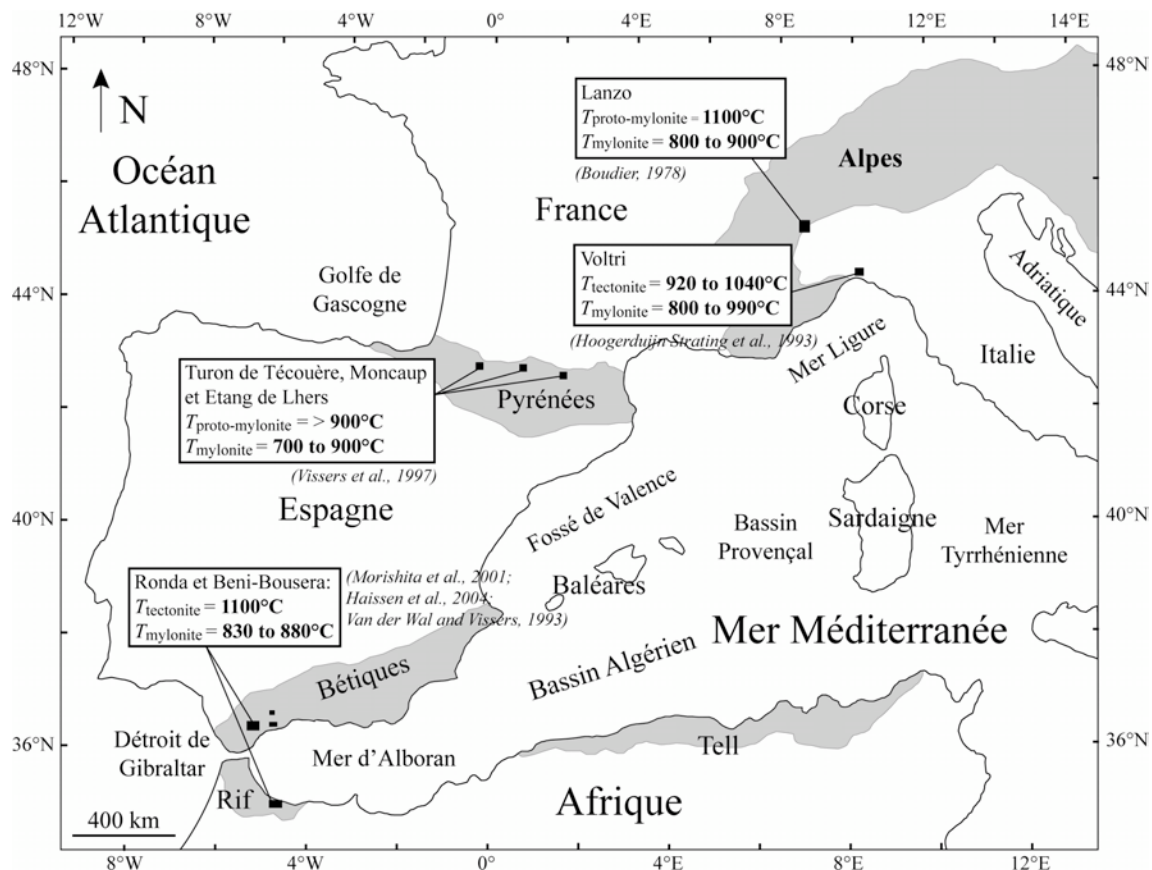 12°W 8°W 4°W 0° 4°E 8°E 12°E 14°E
48°N
48°N
N
Océan
Atlantique
Lanzo
Tproto-mylonite = 1100°C
Tmylonite = 800 to 900°C
(Boudier, 1978)
Alpes
France
Golfe de
Gascogne
44°N
44°N
Voltri
Ttectonite = 920 to 1040°C
Tmylonite = 800 to 990°C
(Hoogerduijn Strating et al., 1993)
Adriatique
Mer Ligure
Italie
Turon de Técouère, Moncaup
et Etang de Lhers
Tproto-mylonite = > 900°C
Tmylonite = 700 to 900°C
(Vissers et al., 1997)
Pyrénées
Corse
Espagne
Fossé de Valence
40°N
40°N
Bassin
Provençal
Sardaigne
Mer
Tyrrhénienne
Baléares
Ronda et Beni-Bousera:
Ttectonite = 1100°C
Tmylonite = 830 to 880°C
(Morishita et al., 2001;
Haissen et al., 2004;
Van der Wal and Vissers, 1993)
Mer Méditerranée
Bétiques
Bassin Algérien
36°N
36°N
Détroit de
Gibraltar
Mer d'Alboran
Tell
Rif
Afrique
400 km
8°W 4°W 0° 4°E 8°E 12°E